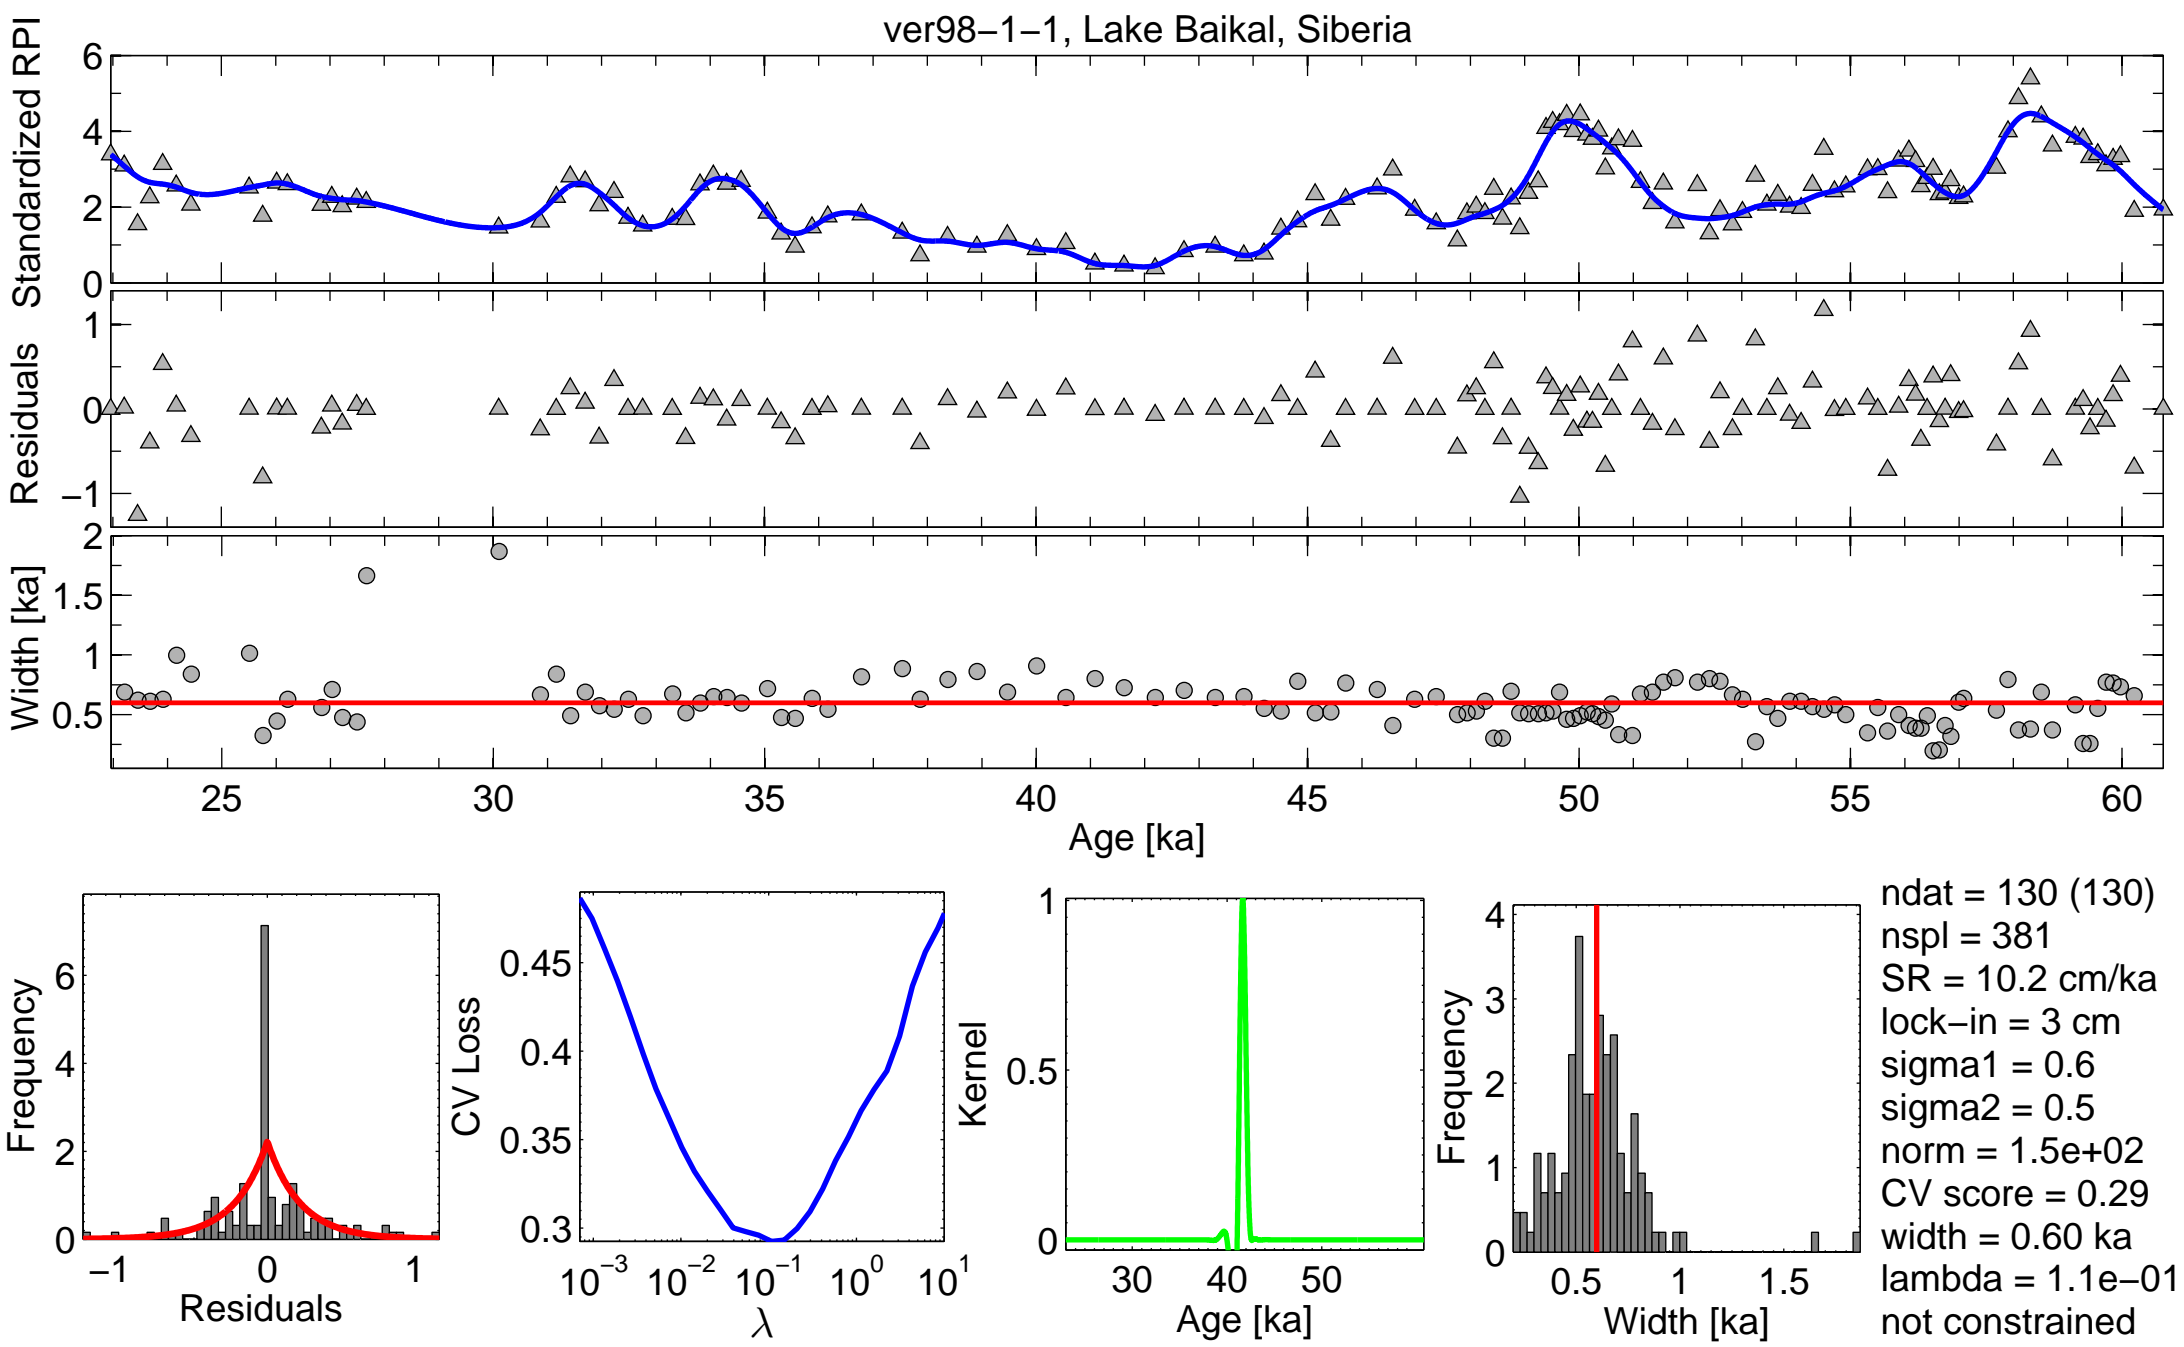 ver98−1−1, Lake Baikal, Siberia
Standardized RPI
6
4
2
0
Residuals
1
0
−1
Width [ka]
2
1.5
1
0.5
25 30 35 40 45 50 55 60
Age [ka]
Frequency
6
4
2
0
−1 0 1
Residuals
CV Loss
0.45
0.4
0.35
0.3
10⁻³ 10⁻² 10⁻¹ 10⁰ 10¹
λ
Kernel
1
0.5
0
30 40 50
Age [ka]
Frequency
4
3
2
1
0
0.5 1 1.5
Width [ka]
ndat = 130 (130)
nspl = 381
SR = 10.2 cm/ka
lock−in = 3 cm
sigma1 = 0.6
sigma2 = 0.5
norm = 1.5e+02
CV score = 0.29
width = 0.60 ka
lambda = 1.1e−01
not constrained